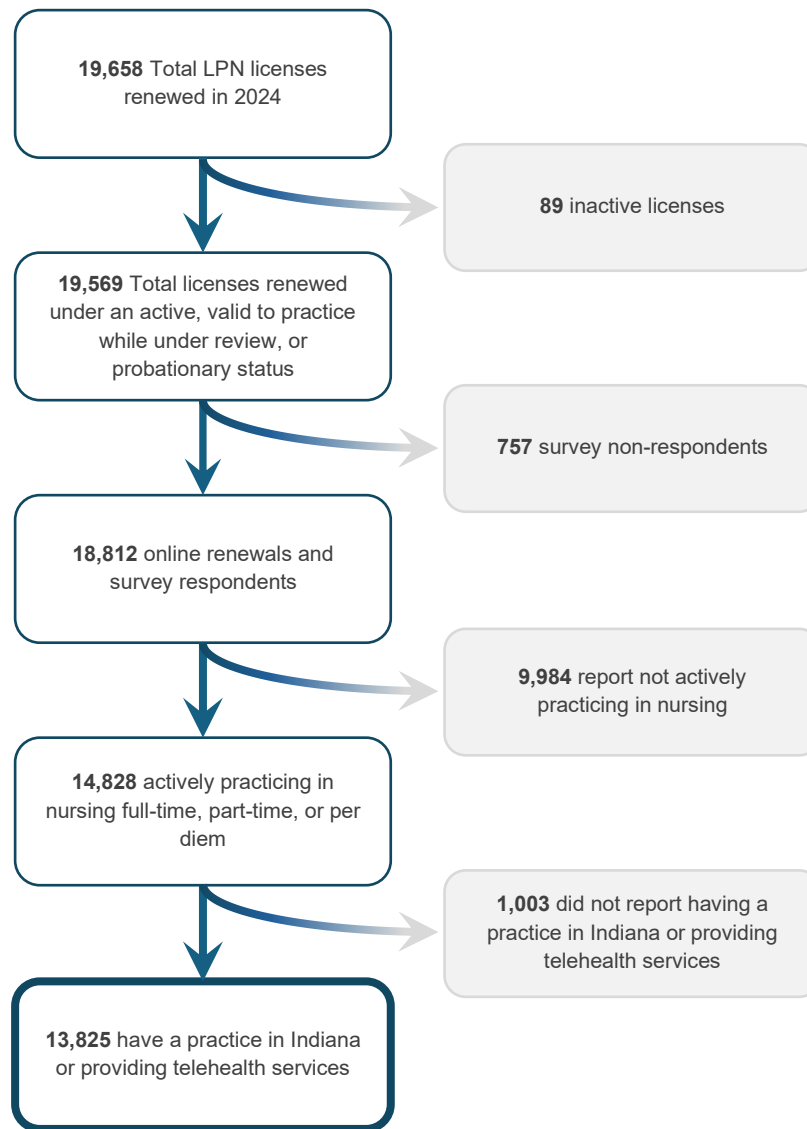 19,658 Total LPN licenses
renewed in 2024
89 inactive licenses
19,569 Total licenses renewed
under an active, valid to practice
while under review, or
probationary status
757 survey non-respondents
18,812 online renewals and
survey respondents
9,984 report not actively
practicing in nursing
14,828 actively practicing in
nursing full-time, part-time, or per
diem
1,003 did not report having a
practice in Indiana or providing
telehealth services
13,825 have a practice in Indiana
or providing telehealth services